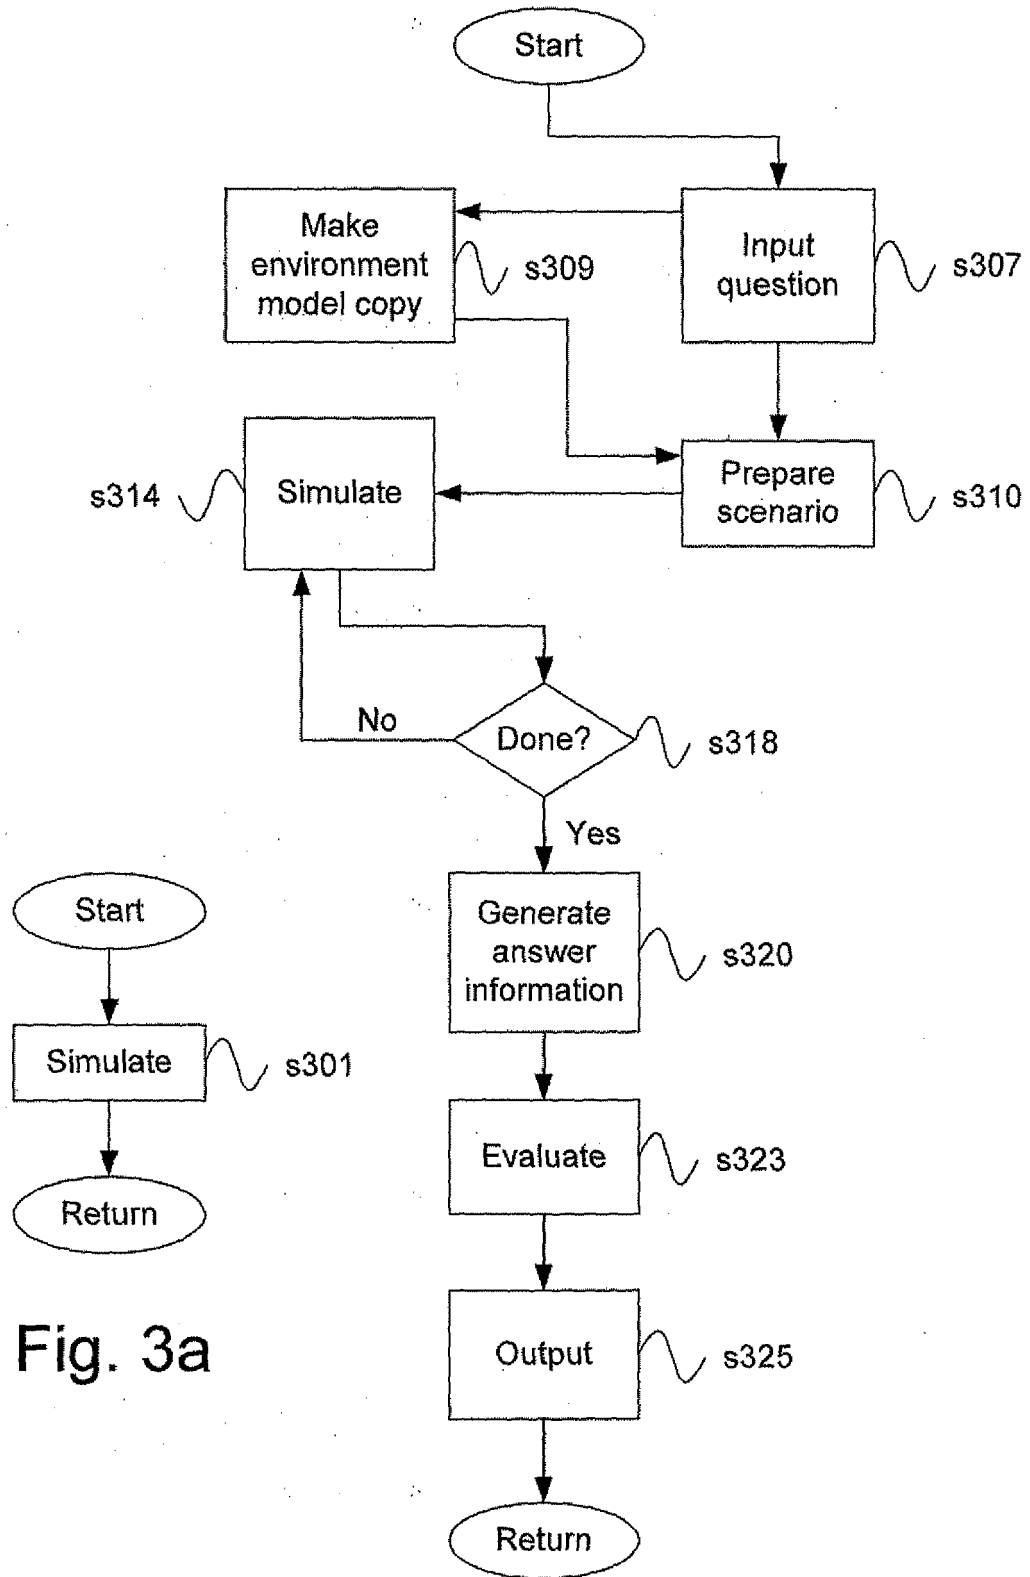 Start
Make
environment
model copy
s309
Input
question
s307
s314
Simulate
Prepare
scenario
s310
No
Done?
s318
Yes
Generate
answer
information
s320
Evaluate
s323
Output
s325
Return
Start
Simulate
s301
Return
Fig. 3a